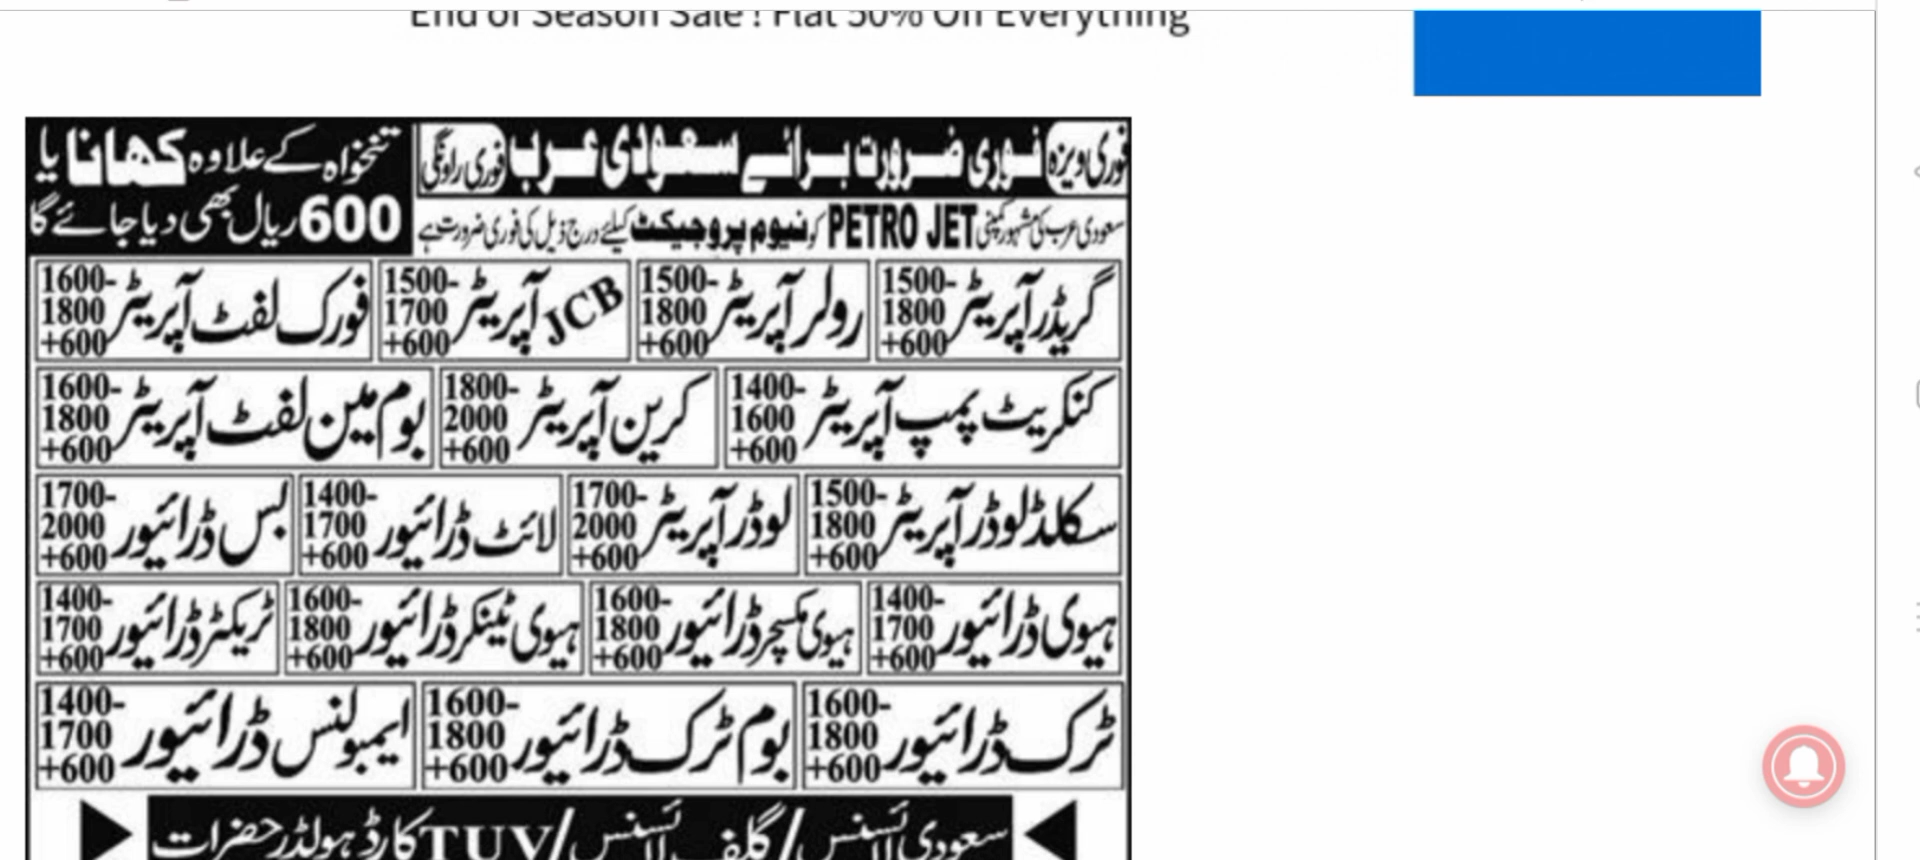 End of Season Sale ! Flat 50% Off Everything
فوری ویزہ فوری ضرورت برائے سعودی عرب فوری روانگی
تنخواہ کے علاوہ کھانا یا
600 ریال بھی دیا جائے گا
سعودی عرب کی مشہور کمپنی PETRO JET کو نیوم پروجیکٹ کیلئے درج ذیل کی فوری ضرورت ہے
گریڈر آپریٹر 1500-1800 +600
رولر آپریٹر 1500-1800 +600
JCB آپریٹر 1500-1700 +600
فورک لفٹ آپریٹر 1600-1800 +600
کنکریٹ پمپ آپریٹر 1400-1600 +600
کرین آپریٹر 1800-2000 +600
بوم مین لفٹ آپریٹر 1600-1800 +600
سکلڈ لوڈر آپریٹر 1500-1800 +600
لوڈر آپریٹر 1700-2000 +600
لائٹ ڈرائیور 1400-1700 +600
بس ڈرائیور 1700-2000 +600
ہیوی ڈرائیور 1400-1700 +600
ہیوی مکسچر ڈرائیور 1600-1800 +600
ہیوی ٹینکر ڈرائیور 1600-1800 +600
ٹریکٹر ڈرائیور 1400-1700 +600
ٹرک ڈرائیور 1600-1800 +600
بوم ٹرک ڈرائیور 1600-1800 +600
ایمبولنس ڈرائیور 1400-1700 +600
سعودی لائسنس/گلف لائسنس/TUV کارڈ ہولڈر حضرات